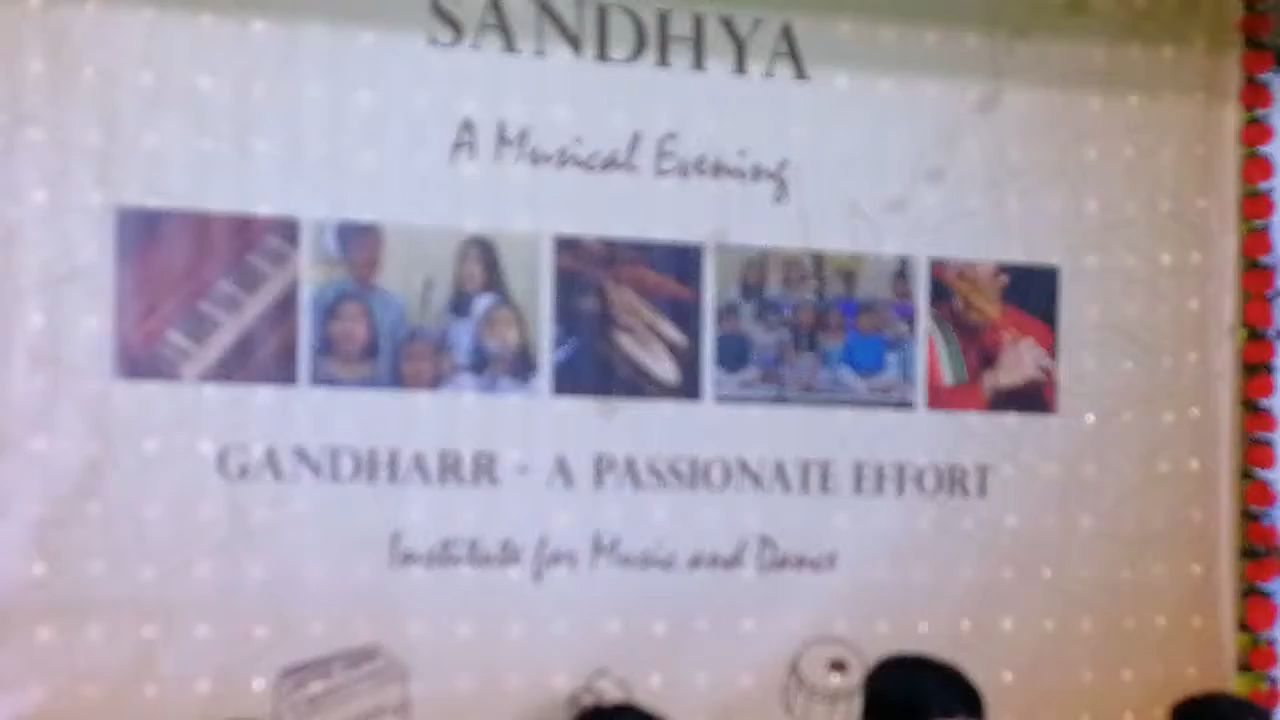 SANDHYA
A Musical Evening
GANDHARR - A PASSIONATE EFFORT
Institute for Music and Dance